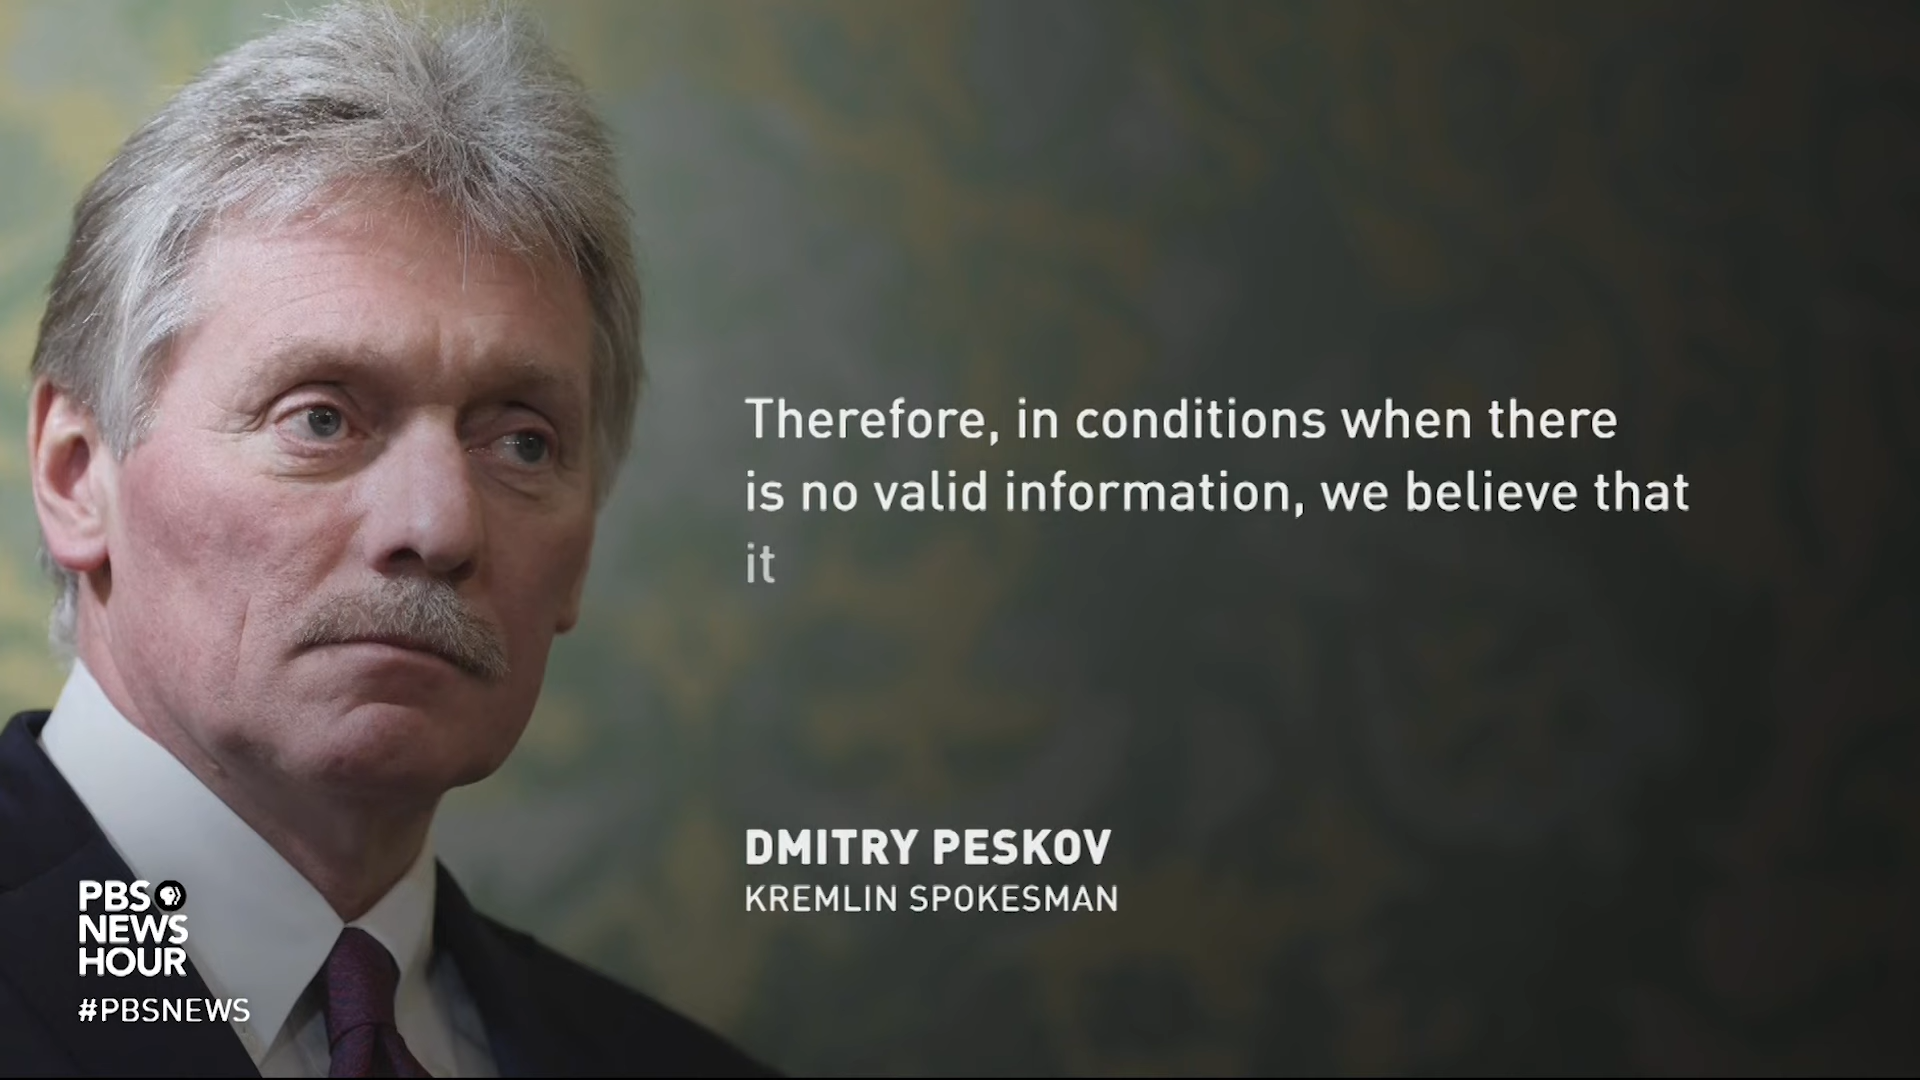 Therefore, in conditions when there
is no valid information, we believe that
it
DMITRY PESKOV
KREMLIN SPOKESMAN
PBS
NEWS
HOUR
#PBSNEWS